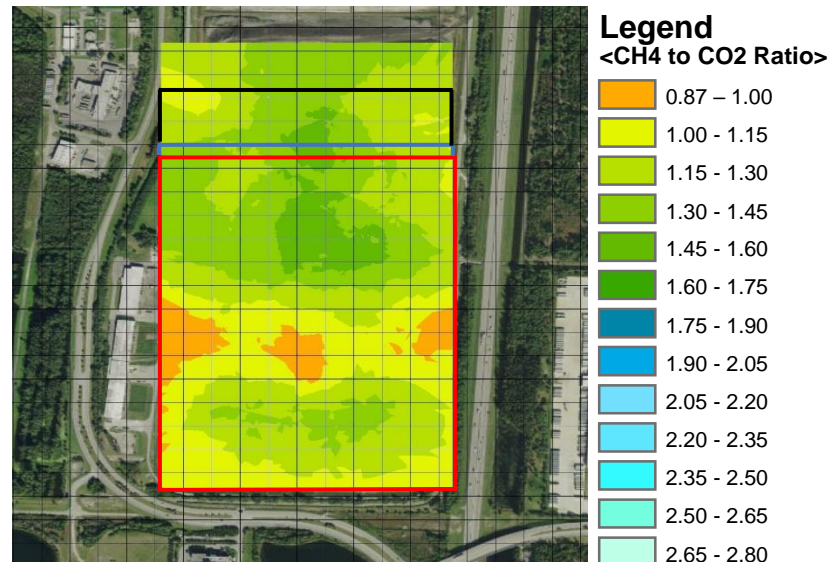 Legend
<CH4 to CO2 Ratio>
0.87 – 1.00
1.00 - 1.15
1.15 - 1.30
1.30 - 1.45
1.45 - 1.60
1.60 - 1.75
1.75 - 1.90
1.90 - 2.05
2.05 - 2.20
2.20 - 2.35
2.35 - 2.50
2.50 - 2.65
2.65 - 2.80